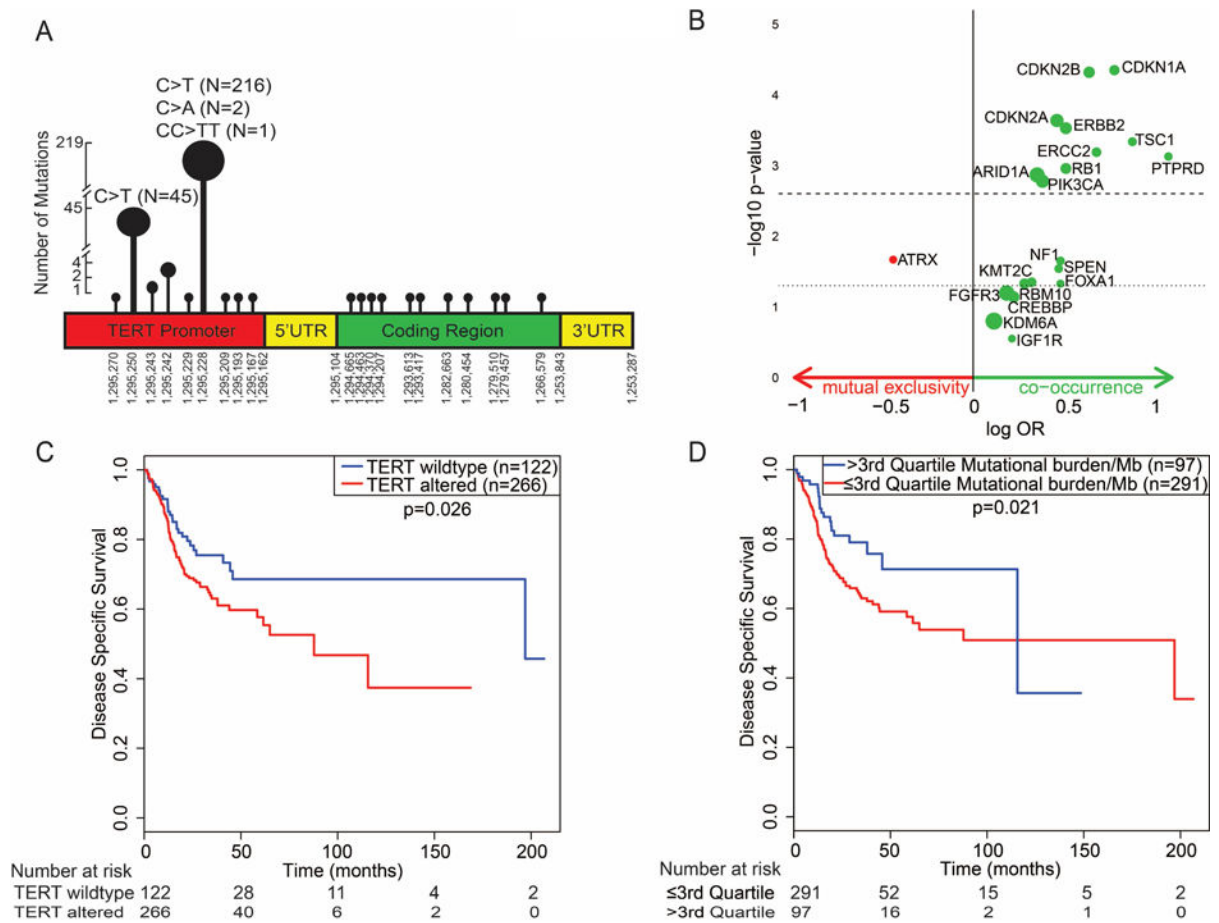 A
C>T (N=216)
C>A (N=2)
CC>TT (N=1)
C>T (N=45)
Number of Mutations
219
45
4
2
1
TERT Promoter
5'UTR
Coding Region
3'UTR
1,295,270
1,295,250
1,295,243
1,295,242
1,295,229
1,295,228
1,295,209
1,295,193
1,295,167
1,295,162
1,295,104
1,294,665
1,294,463
1,294,370
1,294,207
1,293,613
1,293,417
1,282,663
1,280,454
1,279,510
1,279,457
1,266,579
1,253,843
1,253,287
B
−log10 p−value
5
4
3
2
1
0
CDKN2B
CDKN1A
CDKN2A
ERBB2
TSC1
ERCC2
PTPRD
RB1
ARID1A
PIK3CA
ATRX
NF1
SPEN
KMT2C
FOXA1
FGFR3
RBM10
CREBBP
KDM6A
IGF1R
mutual exclusivity
co-occurrence
−1
−0.5
0
0.5
1
log OR
C
TERT wildtype (n=122)
TERT altered (n=266)
p=0.026
Disease Specific Survival
1.0
0.8
0.6
0.4
0.2
0.0
0 50 100 150 200
Time (months)
Number at risk
TERT wildtype 122 28 11 4 2
TERT altered 266 40 6 2 0
D
>3rd Quartile Mutational burden/Mb (n=97)
≤3rd Quartile Mutational burden/Mb (n=291)
p=0.021
Disease Specific Survival
1.0
0.8
0.6
0.4
0.2
0.0
0 50 100 150 200
Time (months)
Number at risk
≤3rd Quartile 291 52 15 5 2
>3rd Quartile 97 16 2 1 0